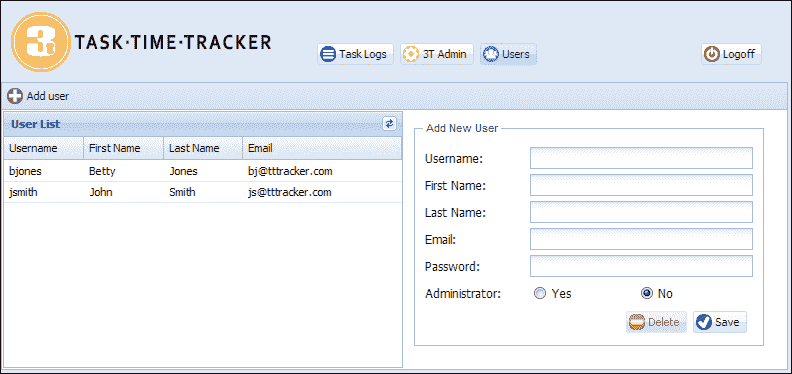 3t TASK·TIME·TRACKER
Task Logs 3T Admin Users Logoff
Add user
User List
Username First Name Last Name Email
bjones Betty Jones bj@tttracker.com
jsmith John Smith js@tttracker.com
Add New User
Username:
First Name:
Last Name:
Email:
Password:
Administrator: Yes No
Delete Save